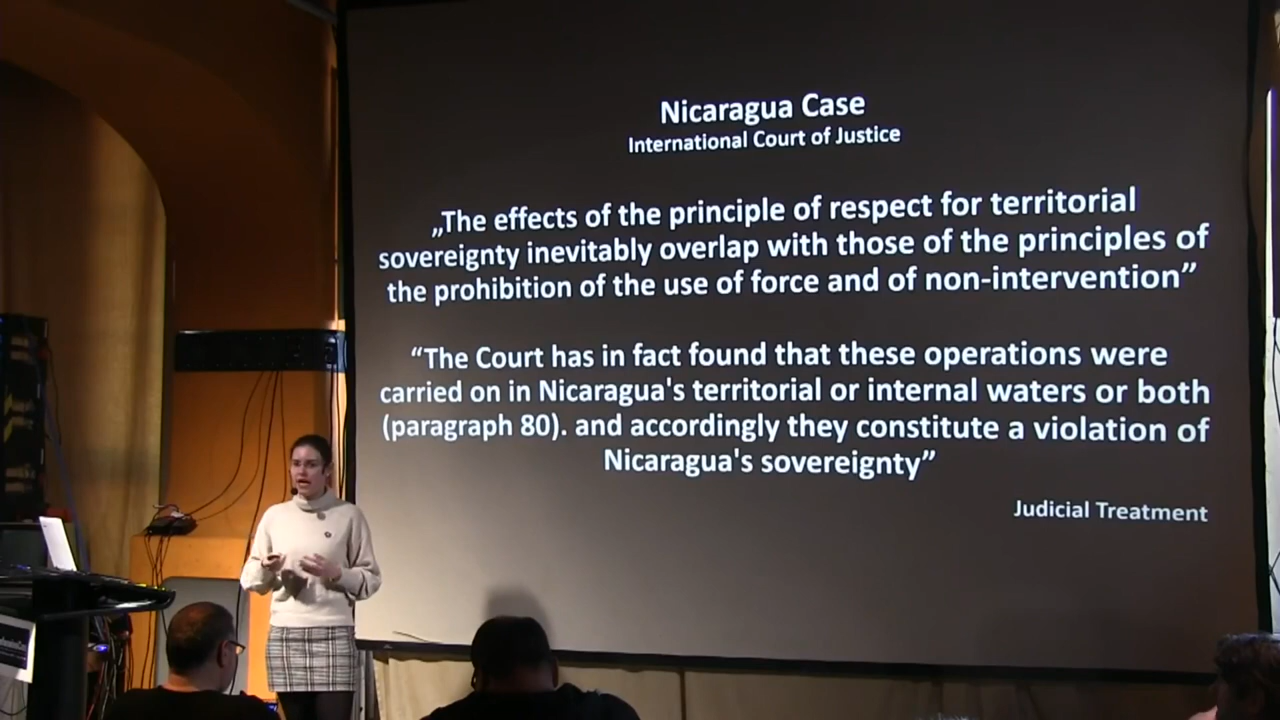 Nicaragua Case
International Court of Justice
„The effects of the principle of respect for territorial
sovereignty inevitably overlap with those of the principles of
the prohibition of the use of force and of non-intervention”
“The Court has in fact found that these operations were
carried on in Nicaragua's territorial or internal waters or both
(paragraph 80). and accordingly they constitute a violation of
Nicaragua's sovereignty”
Judicial Treatment